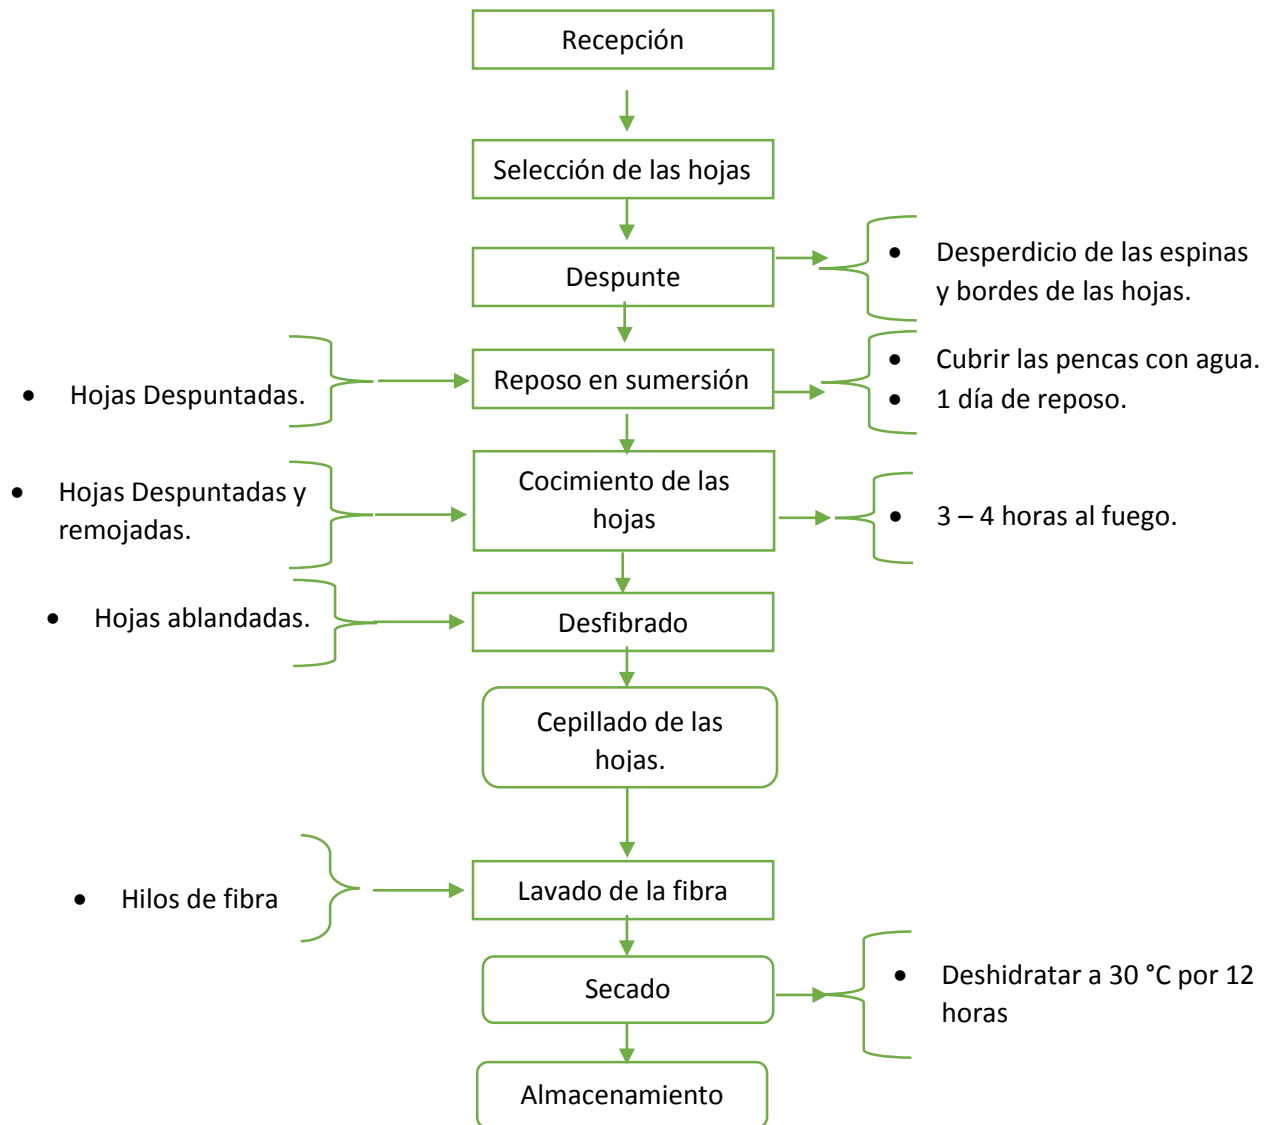 Recepción
Selección de las hojas
Despunte
• Desperdicio de las espinas
y bordes de las hojas.
• Hojas Despuntadas.
Reposo en sumersión
• Cubrir las pencas con agua.
• 1 día de reposo.
• Hojas Despuntadas y
remojadas.
Cocimiento de las
hojas
• 3 – 4 horas al fuego.
• Hojas ablandadas.
Desfibrado
Cepillado de las
hojas.
• Hilos de fibra
Lavado de la fibra
Secado
• Deshidratar a 30 °C por 12
horas
Almacenamiento